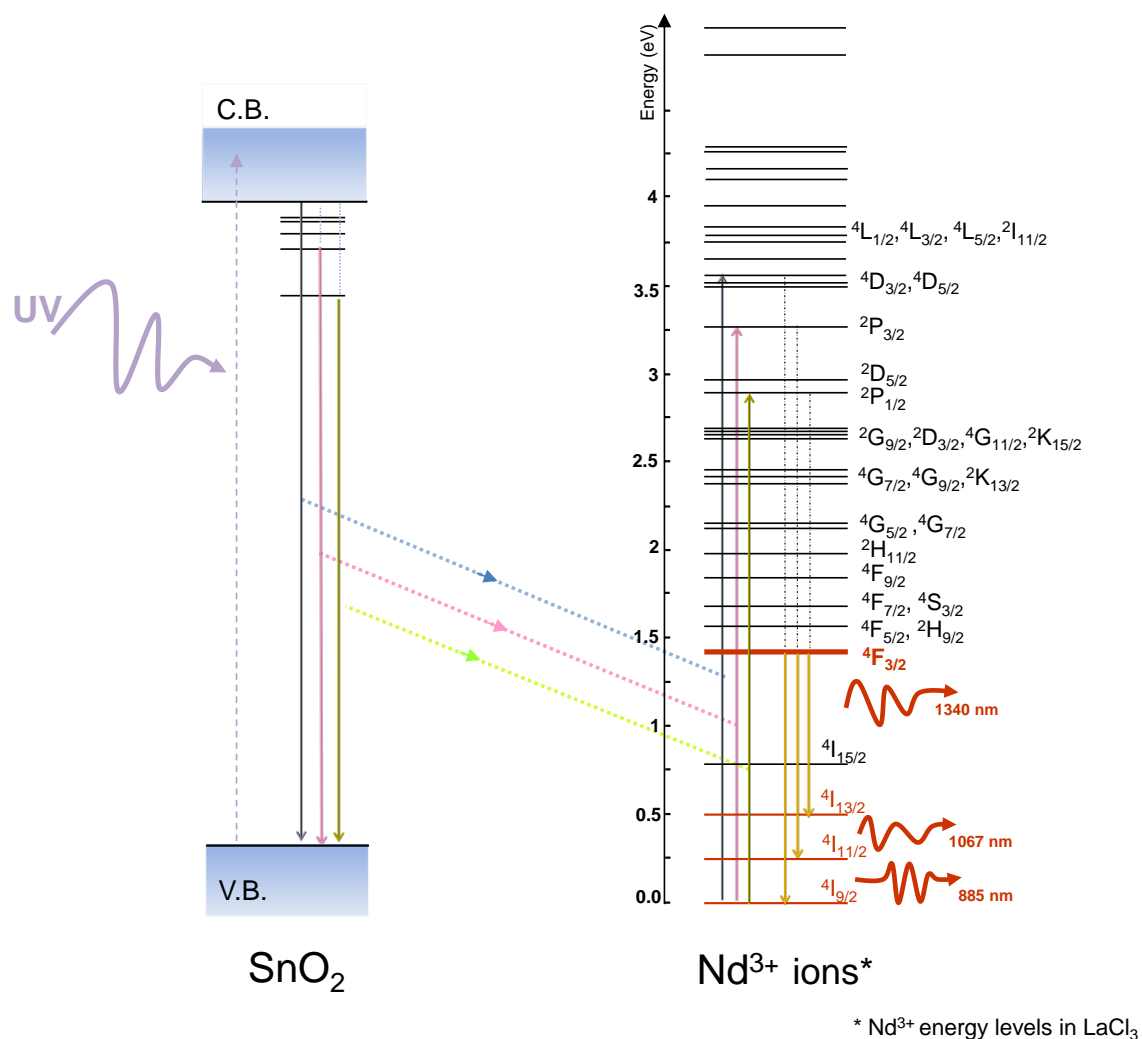 Energy (eV)
C.B.
4
⁴L₁/₂,⁴L₃/₂, ⁴L₅/₂,²I₁₁/₂
3.5
⁴D₃/₂,⁴D₅/₂
UV
²P₃/₂
3
²D₅/₂
²P₁/₂
2.5
²G₉/₂,²D₃/₂,⁴G₁₁/₂,²K₁₅/₂
⁴G₇/₂,⁴G₉/₂,²K₁₃/₂
2
⁴G₅/₂ ,⁴G₇/₂
²H₁₁/₂
⁴F₉/₂
⁴F₇/₂, ⁴S₃/₂
1.5
⁴F₅/₂, ²H₉/₂
⁴F₃/₂
1340 nm
1
⁴I₁₅/₂
0.5
⁴I₁₃/₂
1067 nm
⁴I₁₁/₂
V.B.
0.0
⁴I₉/₂
885 nm
SnO₂
Nd³⁺ ions*
* Nd³⁺ energy levels in LaCl₃